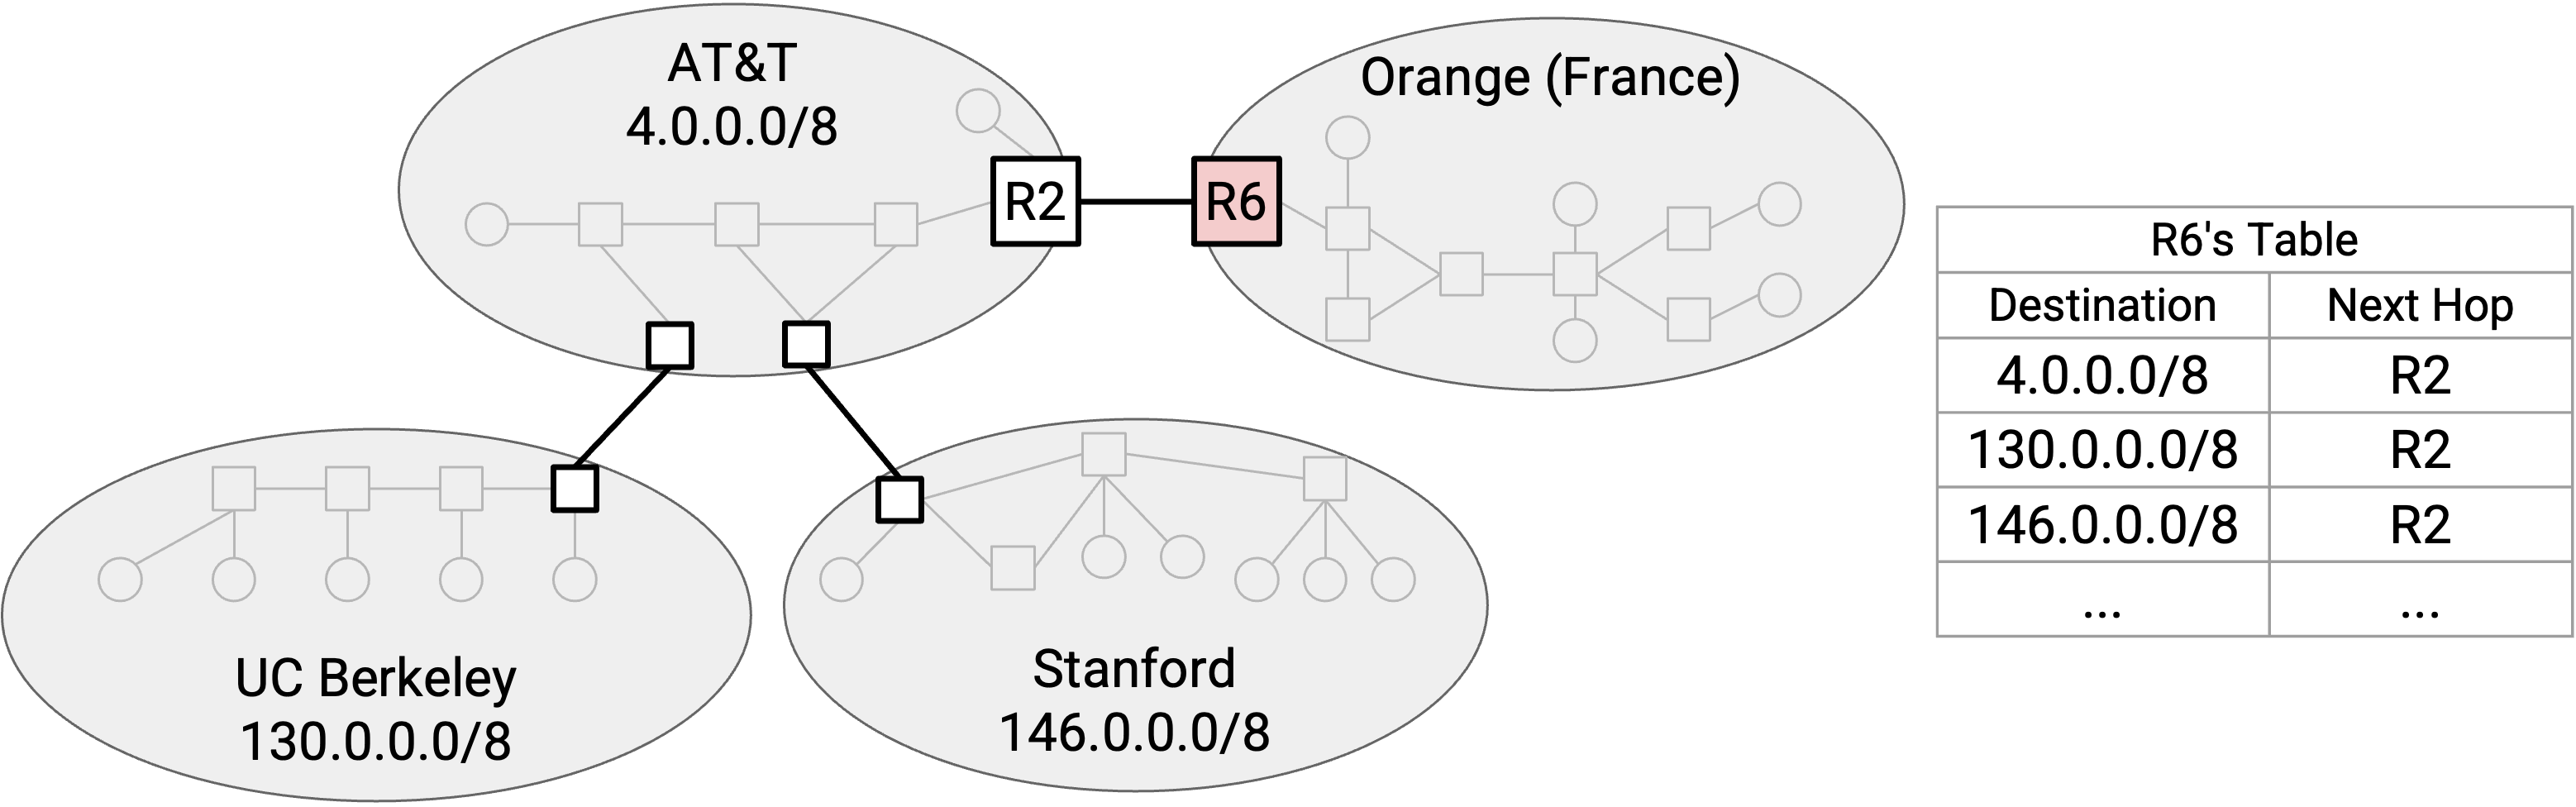 AT&T
4.0.0.0/8
Orange (France)
R2
R6
UC Berkeley
130.0.0.0/8
Stanford
146.0.0.0/8
R6's Table
Destination Next Hop
4.0.0.0/8 R2
130.0.0.0/8 R2
146.0.0.0/8 R2
... ...